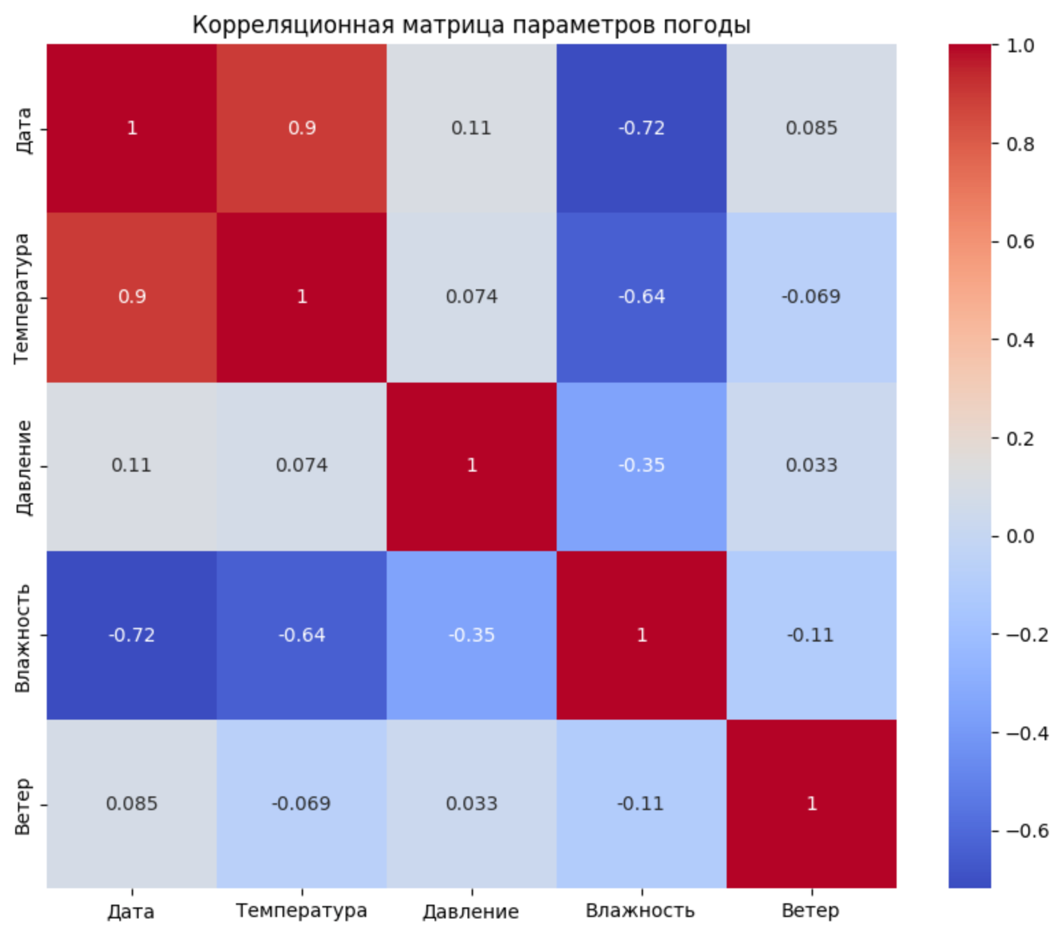 Корреляционная матрица параметров погоды
Дата 1 0.9 0.11 -0.72 0.085
Температура 0.9 1 0.074 -0.64 -0.069
Давление 0.11 0.074 1 -0.35 0.033
Влажность -0.72 -0.64 -0.35 1 -0.11
Ветер 0.085 -0.069 0.033 -0.11 1
Дата Температура Давление Влажность Ветер
1.0
0.8
0.6
0.4
0.2
0.0
−0.2
−0.4
−0.6